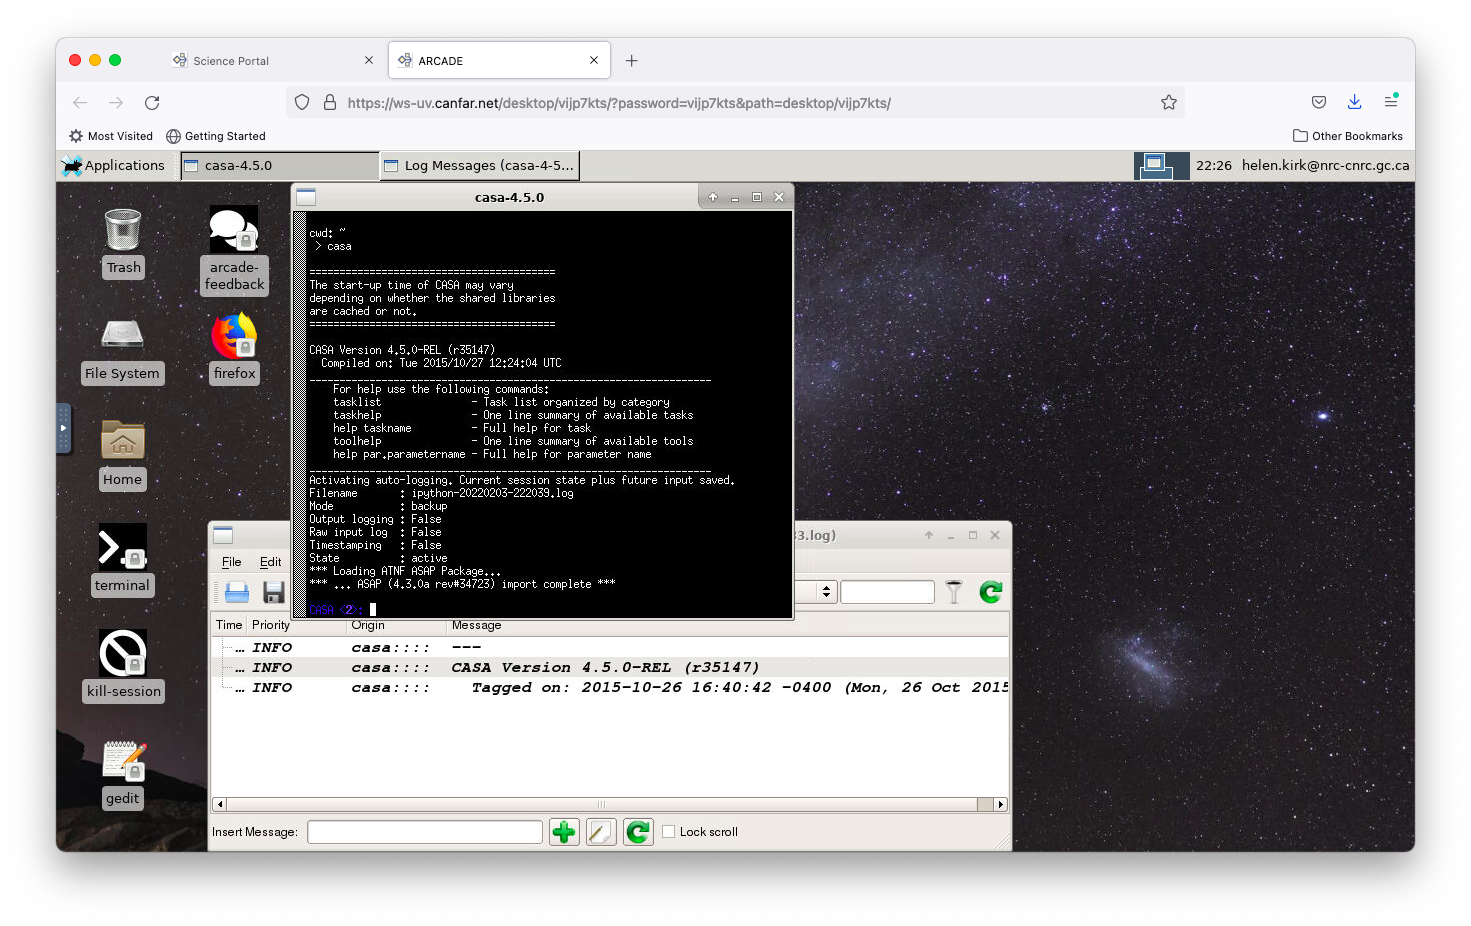 Science Portal
ARCADE
https://ws-uv.canfar.net/desktop/vijp7kts/?password=vijp7kts&path=desktop/vijp7kts/
Most Visited
Getting Started
Other Bookmarks
Applications
casa-4.5.0
Log Messages (casa-4-5...
22:26
helen.kirk@nrc-cnrc.gc.ca
Trash
arcade-
feedback
File System
firefox
Home
terminal
kill-session
gedit
casa-4.5.0
cwd: ~
> casa
=========================================
The start-up time of CASA may vary
depending on whether the shared libraries
are cached or not.
=========================================
CASA Version 4.5.0-REL (r35147)
Compiled on: Tue 2015/10/27 12:24:04 UTC
___________________________________________________________________
For help use the following commands:
tasklist - Task list organized by category
taskhelp - One line summary of available tasks
help taskname - Full help for task
toolhelp - One line summary of available tools
help par.parametername - Full help for parameter name
___________________________________________________________________
Activating auto-logging. Current session state plus future input saved.
Filename : ipython-20220203-222039.log
Mode : backup
Output logging : False
Raw input log : False
Timestamping : False
State : active
*** Loading ATNF ASAP Package...
*** ... ASAP (4.3.0a rev#34723) import complete ***
CASA <2>:
33.log)
File Edit
Time Priority Origin Message
... INFO casa:::: ---
... INFO casa:::: CASA Version 4.5.0-REL (r35147)
... INFO casa:::: Tagged on: 2015-10-26 16:40:42 -0400 (Mon, 26 Oct 2015
Insert Message:
Lock scroll